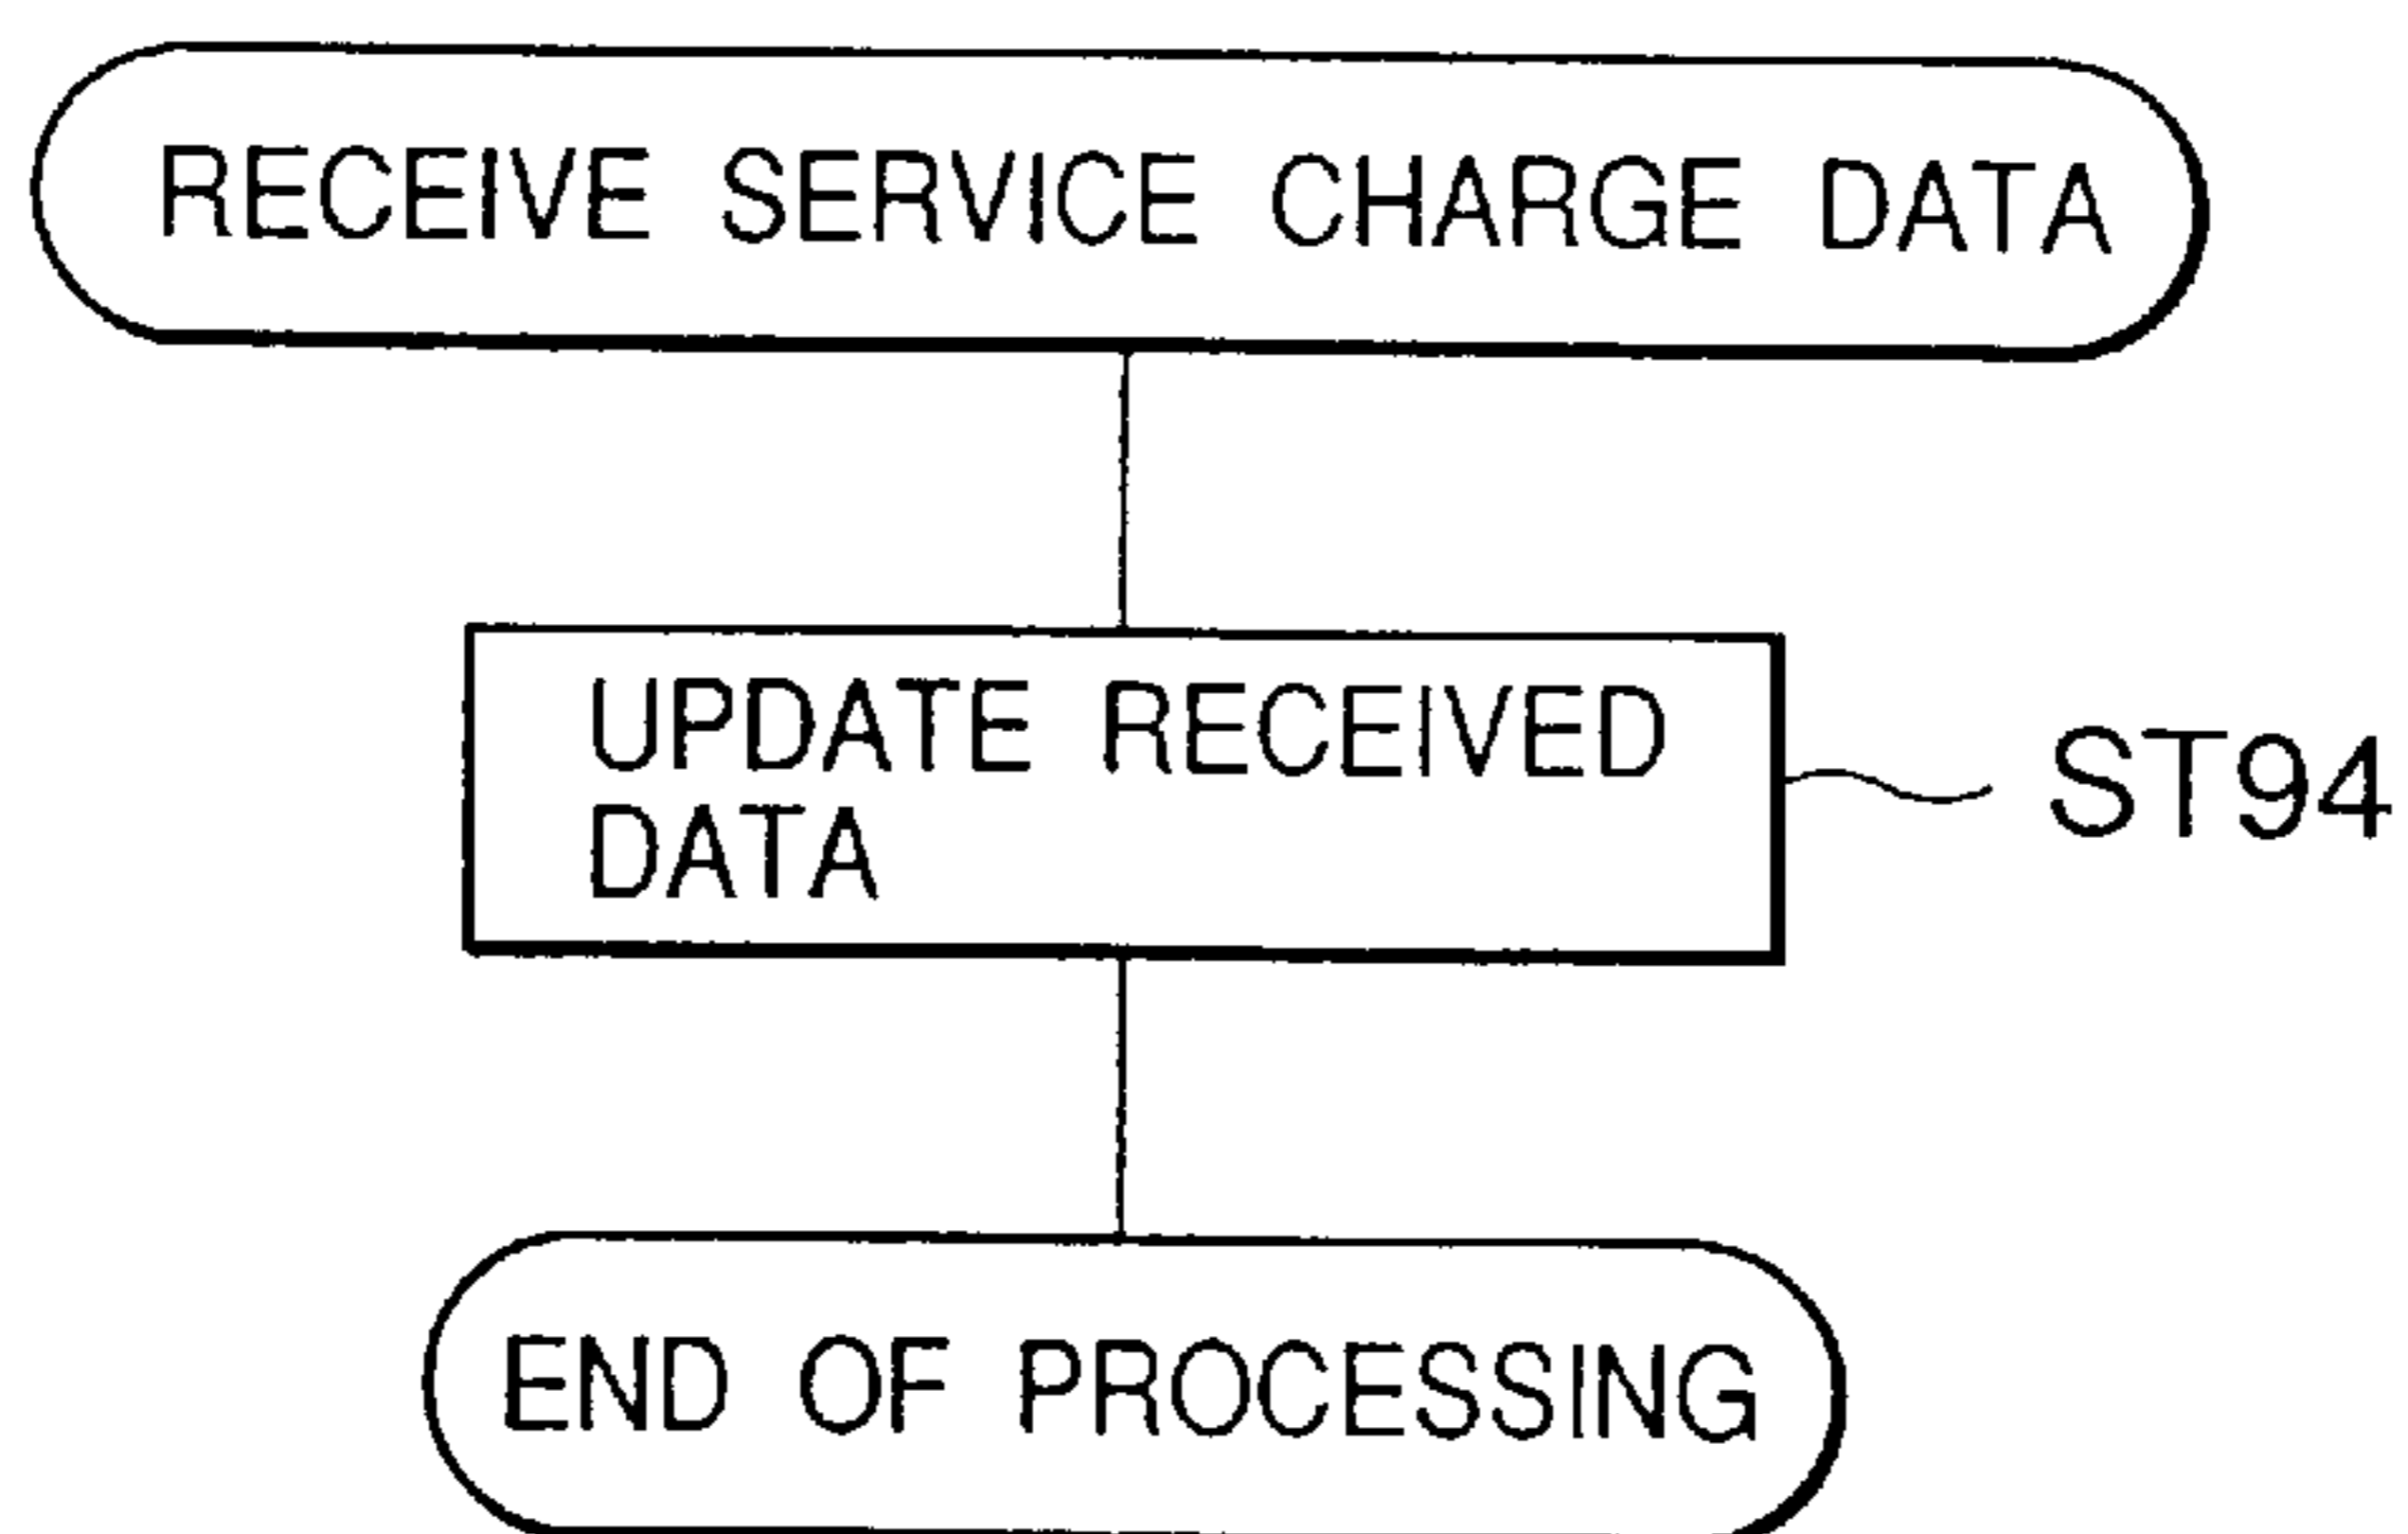 RECEIVE SERVICE CHARGE DATA
UPDATE RECEIVED
DATA
ST94
END OF PROCESSING